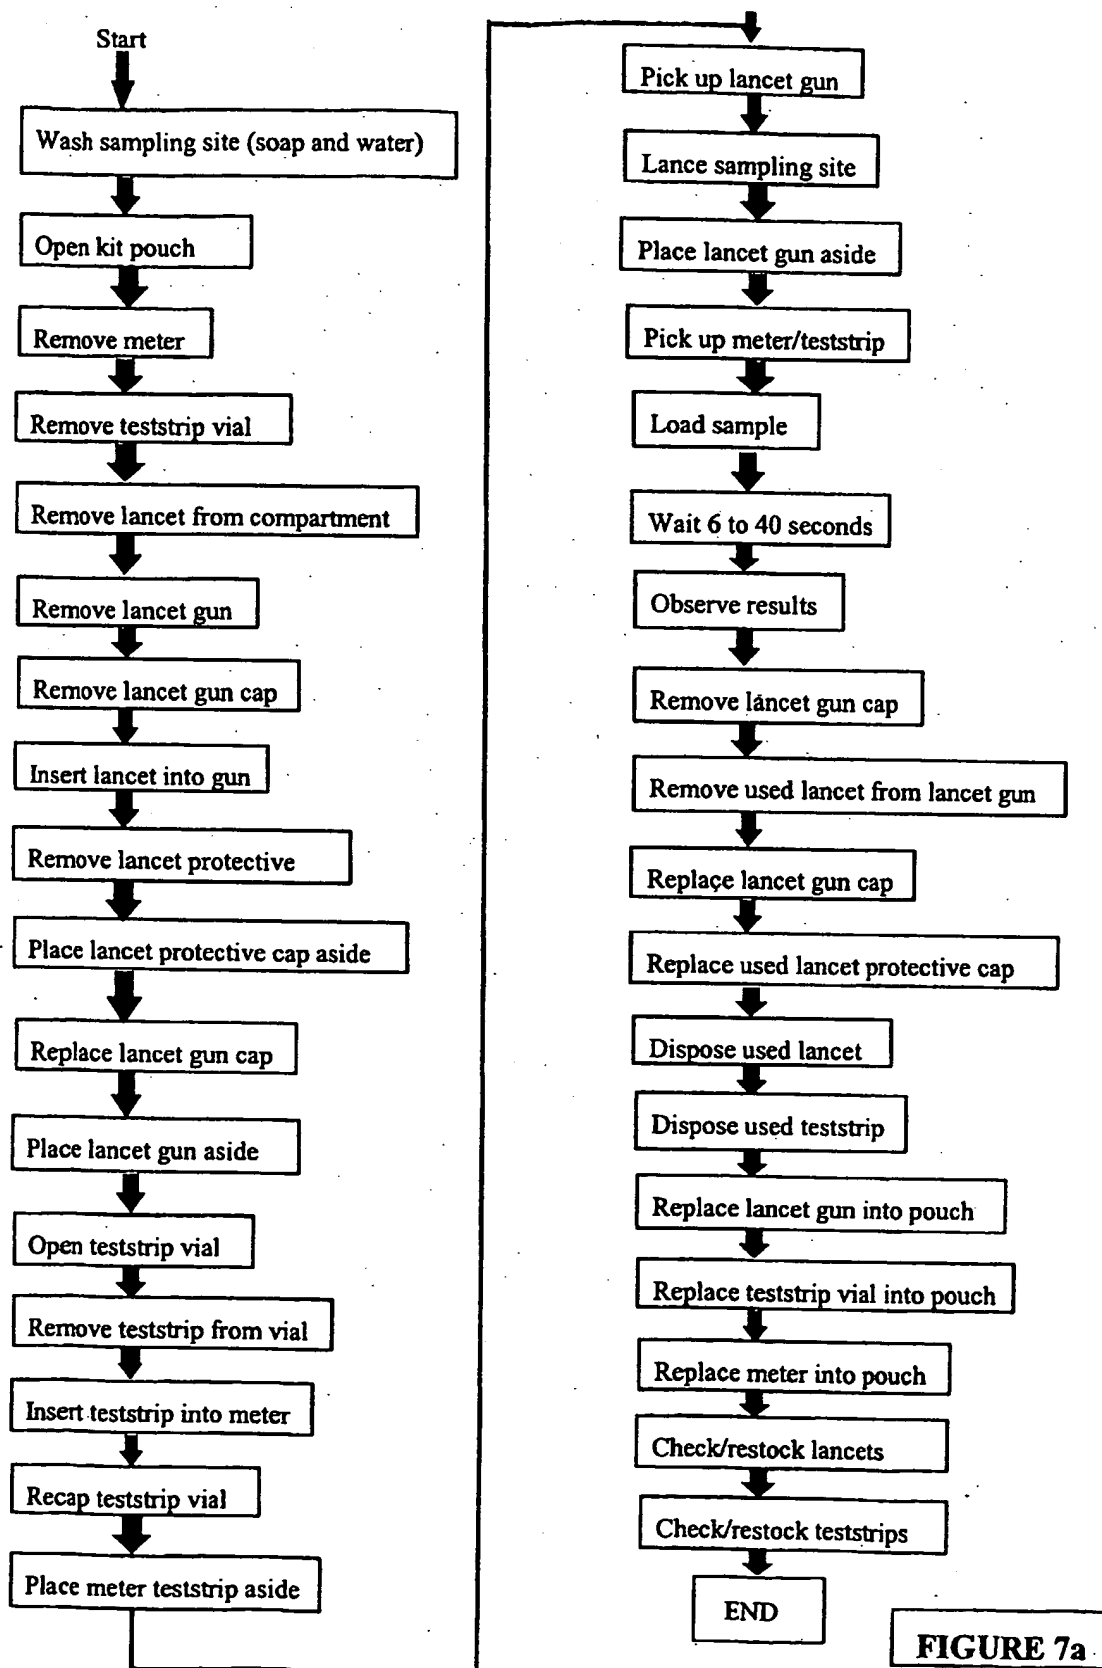 Start
Wash sampling site (soap and water)
Open kit pouch
Remove meter
Remove teststrip vial
Remove lancet from compartment
Remove lancet gun
Remove lancet gun cap
Insert lancet into gun
Remove lancet protective
Place lancet protective cap aside
Replace lancet gun cap
Place lancet gun aside
Open teststrip vial
Remove teststrip from vial
Insert teststrip into meter
Recap teststrip vial
Place meter teststrip aside
Pick up lancet gun
Lance sampling site
Place lancet gun aside
Pick up meter/teststrip
Load sample
Wait 6 to 40 seconds
Observe results
Remove lancet gun cap
Remove used lancet from lancet gun
Replace lancet gun cap
Replace used lancet protective cap
Dispose used lancet
Dispose used teststrip
Replace lancet gun into pouch
Replace teststrip vial into pouch
Replace meter into pouch
Check/restock lancets
Check/restock teststrips
END
FIGURE 7a